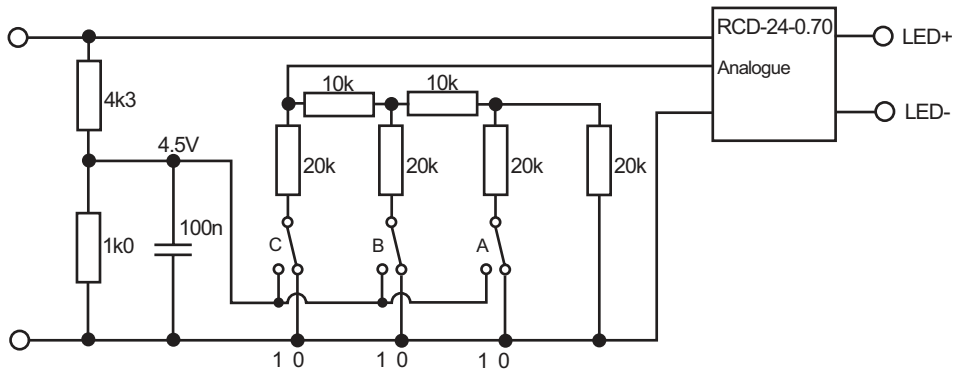 RCD-24-0.70
LED+
Analogue
10k
10k
4k3
LED-
4.5V
20k
20k
20k
20k
1k0
100n
C
B
A
1 0
1 0
1 0